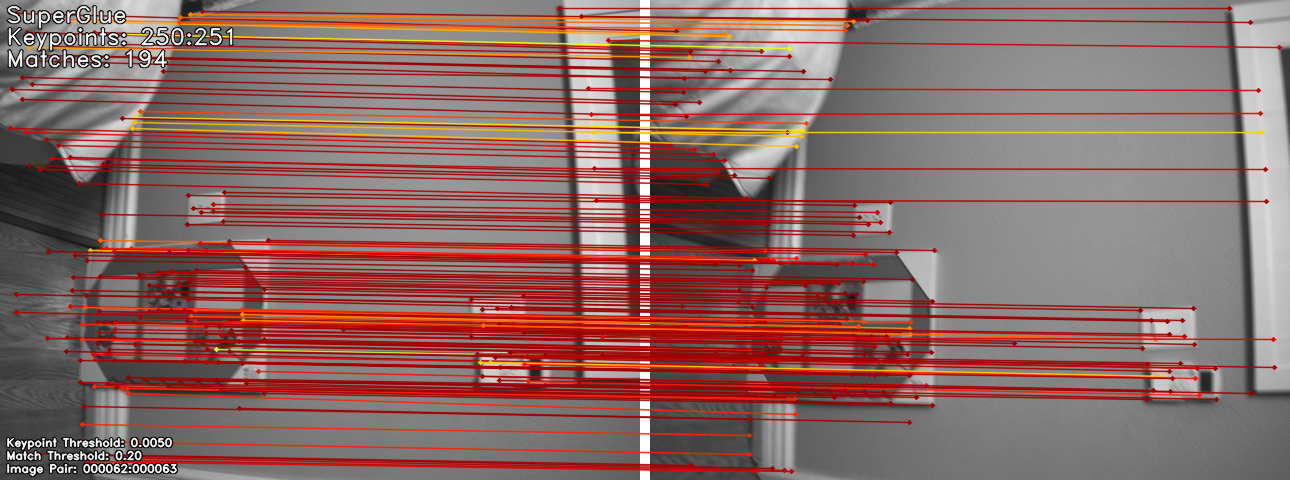 SuperGlue
Keypoints: 250:251
Matches: 194
Keypoint Threshold: 0.0050
Match Threshold: 0.20
Image Pair: 000062:000063